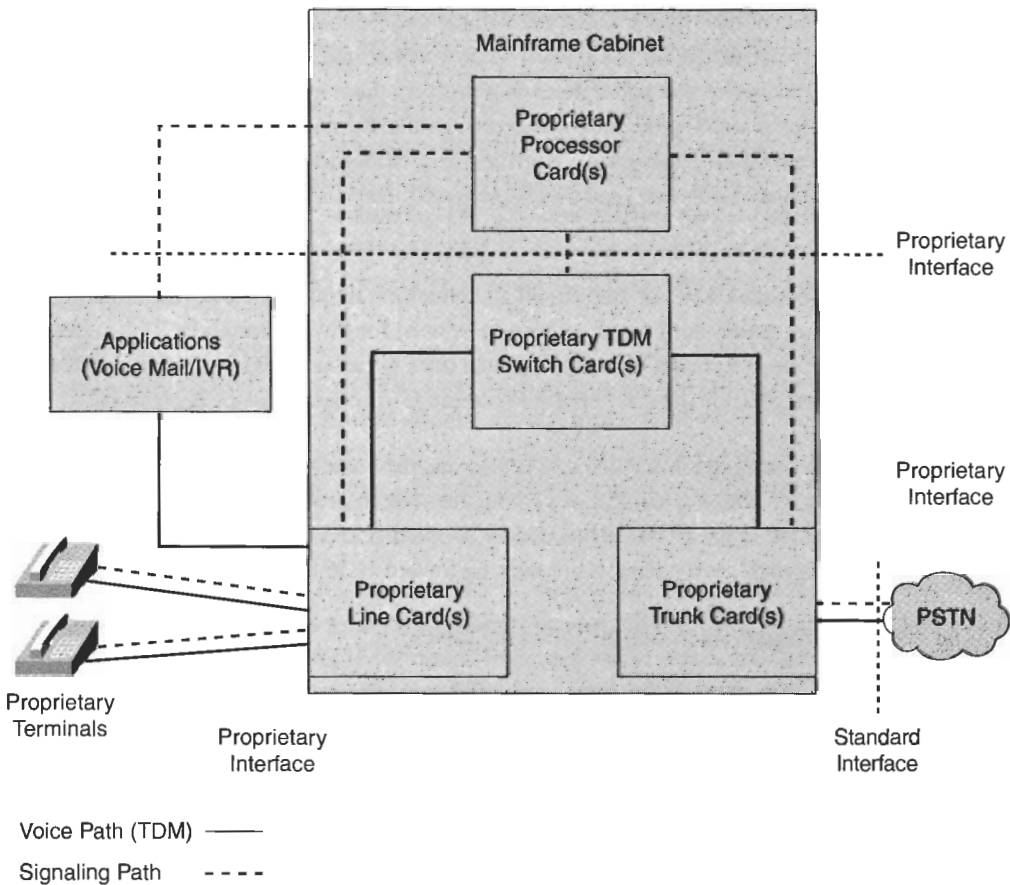 Mainframe Cabinet
Proprietary
Processor
Card(s)
Proprietary
Interface
Applications
(Voice Mail/IVR)
Proprietary TDM
Switch Card(s)
Proprietary
Interface
Proprietary
Line Card(s)
Proprietary
Trunk Card(s)
PSTN
Proprietary
Terminals
Proprietary
Interface
Standard
Interface
Voice Path (TDM)
Signaling Path